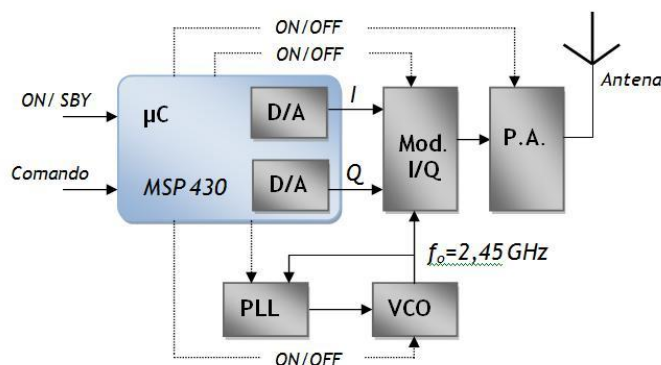 ON/OFF
ON/OFF
Antena
ON/ SBY
µC
D/A
I
Mod.
I/Q
P.A.
Comando
MSP 430
D/A
Q
f₀=2,45 GHz
PLL
VCO
ON/OFF